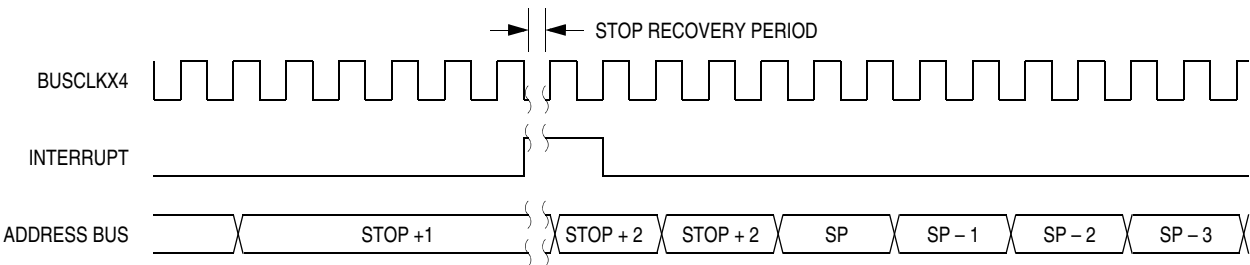 STOP RECOVERY PERIOD
BUSCLKX4
INTERRUPT
ADDRESS BUS STOP +1 STOP + 2 STOP + 2 SP SP – 1 SP – 2 SP – 3